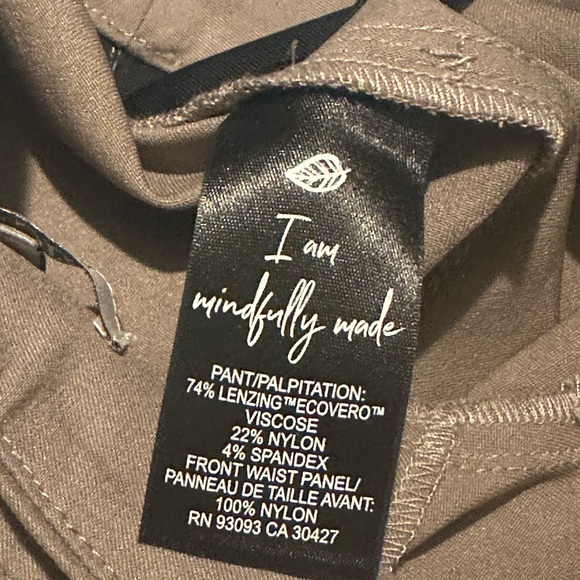 I am
mindfully made
PANT/PALPITATION:
74% LENZING™ECOVERO™
VISCOSE
22% NYLON
4% SPANDEX
FRONT WAIST PANEL/
PANNEAU DE TAILLE AVANT:
100% NYLON
RN 93093 CA 30427